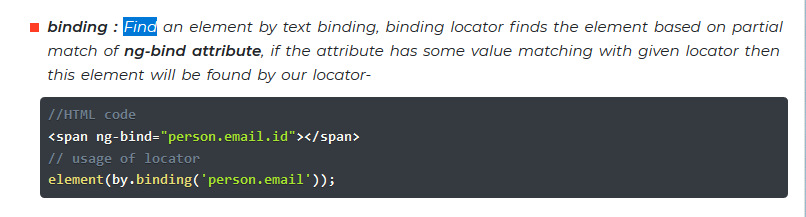 binding : Find an element by text binding, binding locator finds the element based on partial
match of ng-bind attribute, if the attribute has some value matching with given locator then
this element will be found by our locator-
//HTML code
<span ng-bind="person.email.id"></span>
// usage of locator
element(by.binding('person.email'));